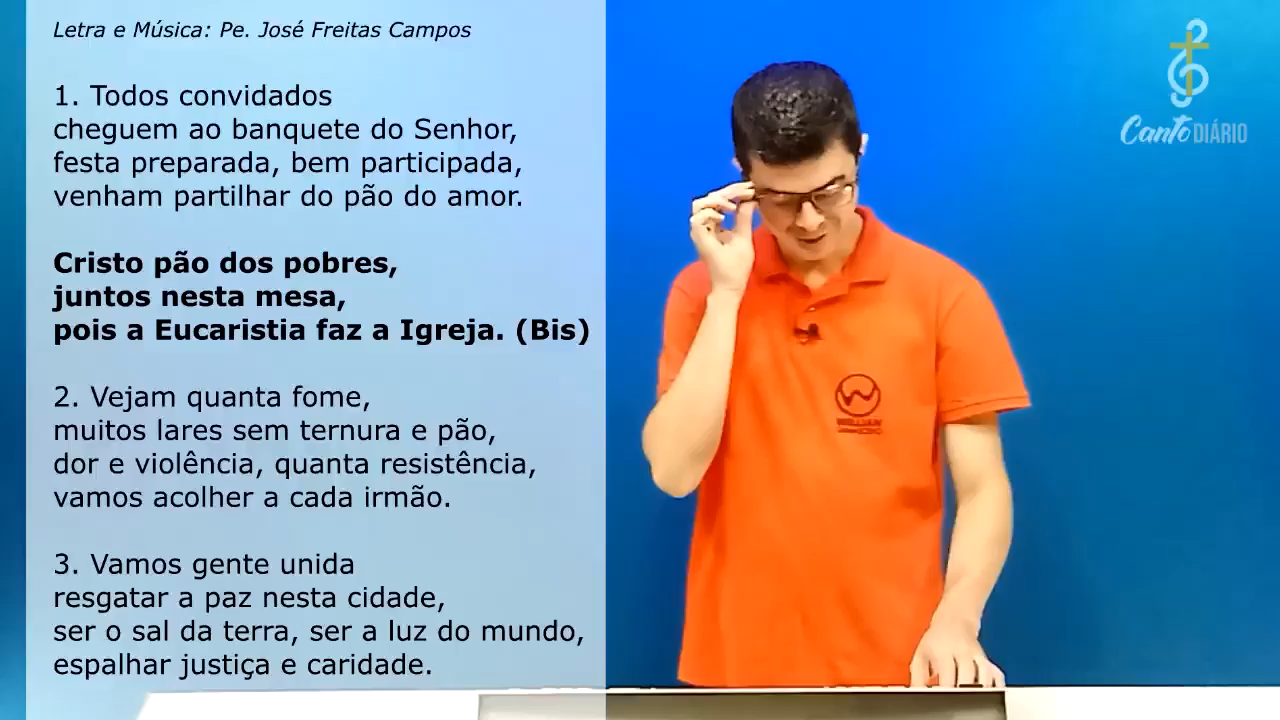 Letra e Música: Pe. José Freitas Campos
1. Todos convidados
cheguem ao banquete do Senhor,
festa preparada, bem participada,
venham partilhar do pão do amor.
Cristo pão dos pobres,
juntos nesta mesa,
pois a Eucaristia faz a Igreja. (Bis)
2. Vejam quanta fome,
muitos lares sem ternura e pão,
dor e violência, quanta resistência,
vamos acolher a cada irmão.
3. Vamos gente unida
resgatar a paz nesta cidade,
ser o sal da terra, ser a luz do mundo,
espalhar justiça e caridade.
Canto DIÁRIO
WILLIAN